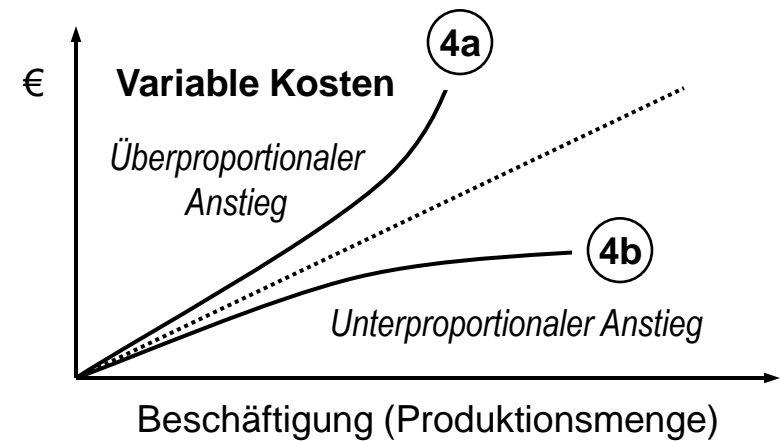 4a
€
Variable Kosten
Überproportionaler
Anstieg
4b
Unterproportionaler Anstieg
Beschäftigung (Produktionsmenge)